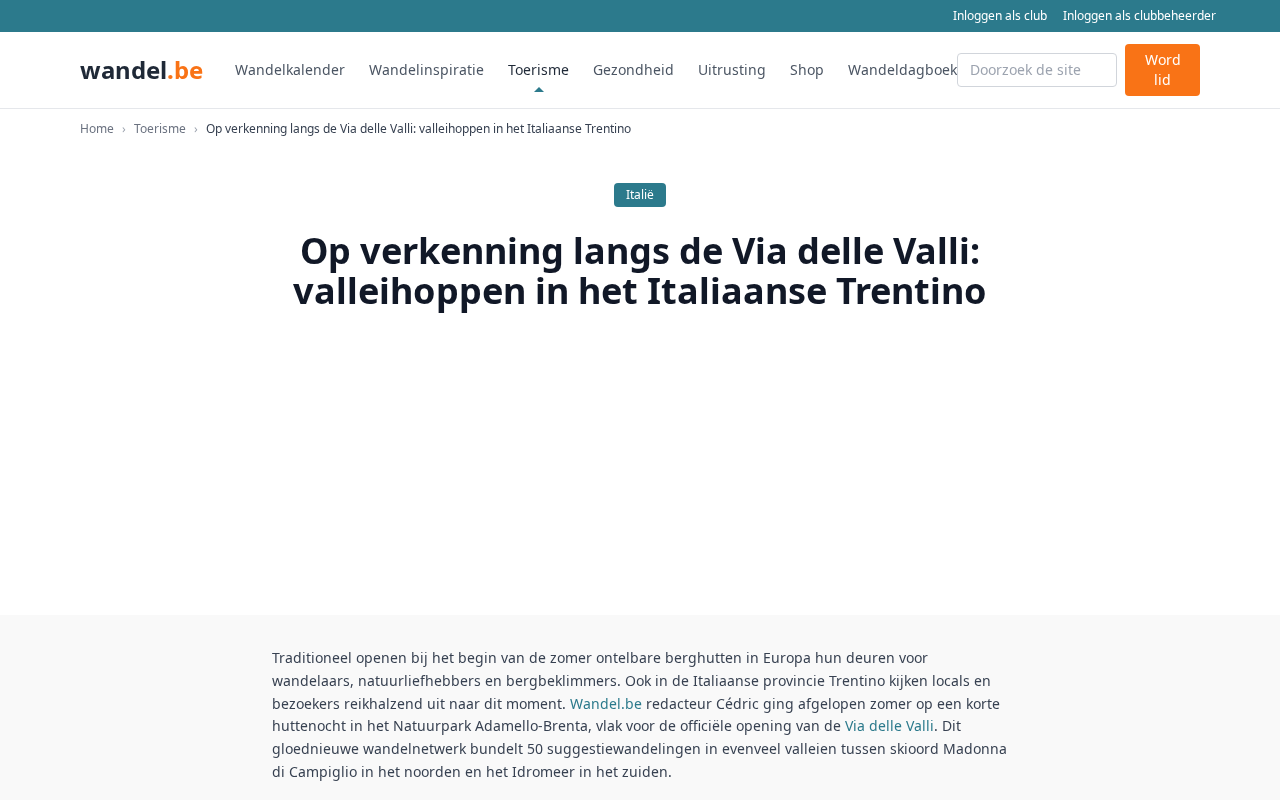 Inloggen als club Inloggen als clubbeheerder
wandel.be Wandelkalender Wandelinspiratie Toerisme Gezondheid Uitrusting Shop Wandeldagboek Doorzoek de site Word lid
Home › Toerisme › Op verkenning langs de Via delle Valli: valleihoppen in het Italiaanse Trentino
Italië
Op verkenning langs de Via delle Valli:
valleihoppen in het Italiaanse Trentino
Traditioneel openen bij het begin van de zomer ontelbare berghutten in Europa hun deuren voor
wandelaars, natuurliefhebbers en bergbeklimmers. Ook in de Italiaanse provincie Trentino kijken locals en
bezoekers reikhalzend uit naar dit moment. Wandel.be redacteur Cédric ging afgelopen zomer op een korte
huttenocht in het Natuurpark Adamello-Brenta, vlak voor de officiële opening van de Via delle Valli. Dit
gloednieuwe wandelnetwerk bundelt 50 suggestiewandelingen in evenveel valleien tussen skioord Madonna
di Campiglio in het noorden en het Idromeer in het zuiden.